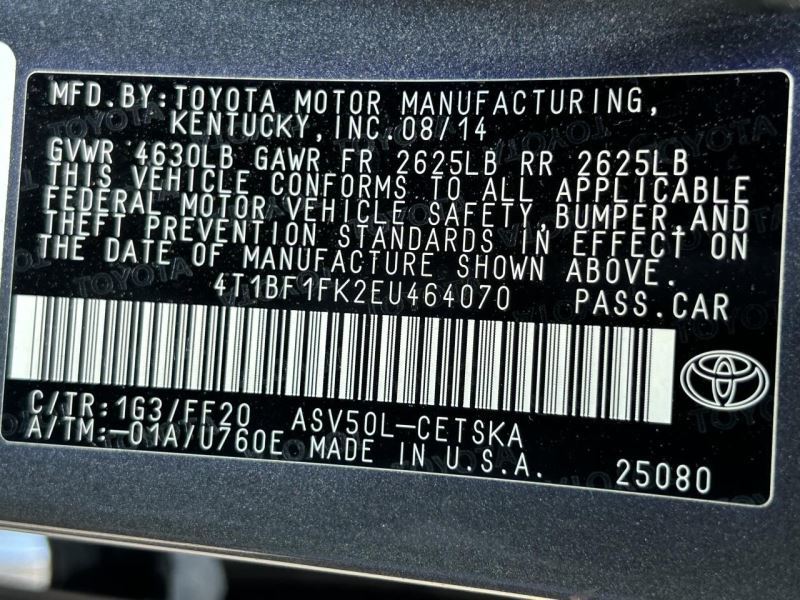 MFD.BY:TOYOTA MOTOR MANUFACTURING,
KENTUCKY,INC.08/14
GVWR 4630LB GAWR FR 2625LB RR 2625LB
THIS VEHICLE CONFORMS TO ALL APPLICABLE
FEDERAL MOTOR VEHICLE SAFETY,BUMPER,AND
THEFT PREVENTION STANDARDS IN EFFECT ON
THE DATE OF MANUFACTURE SHOWN ABOVE.
4T1BF1FK2EU464070 PASS.CAR
C/TR:1G3/FF20 ASV50L-CETSKA
A/TM:-01A/U760E MADE IN U.S.A. 25080